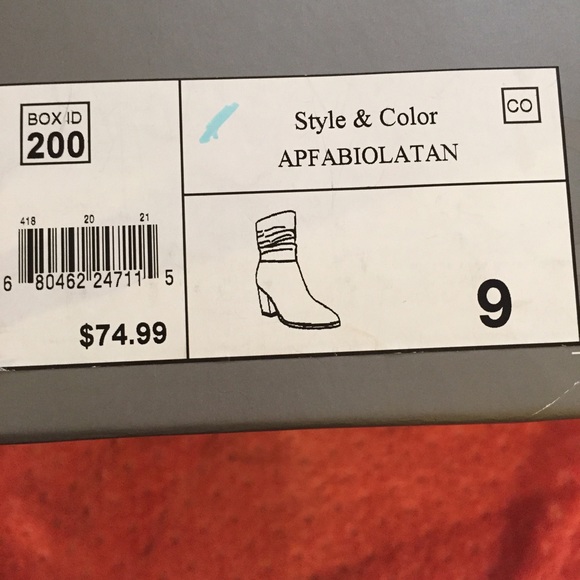 BOX ID
200
418 20 21
6 80462 24711 5
$74.99
Style & Color
APFABIOLATAN
CO
9